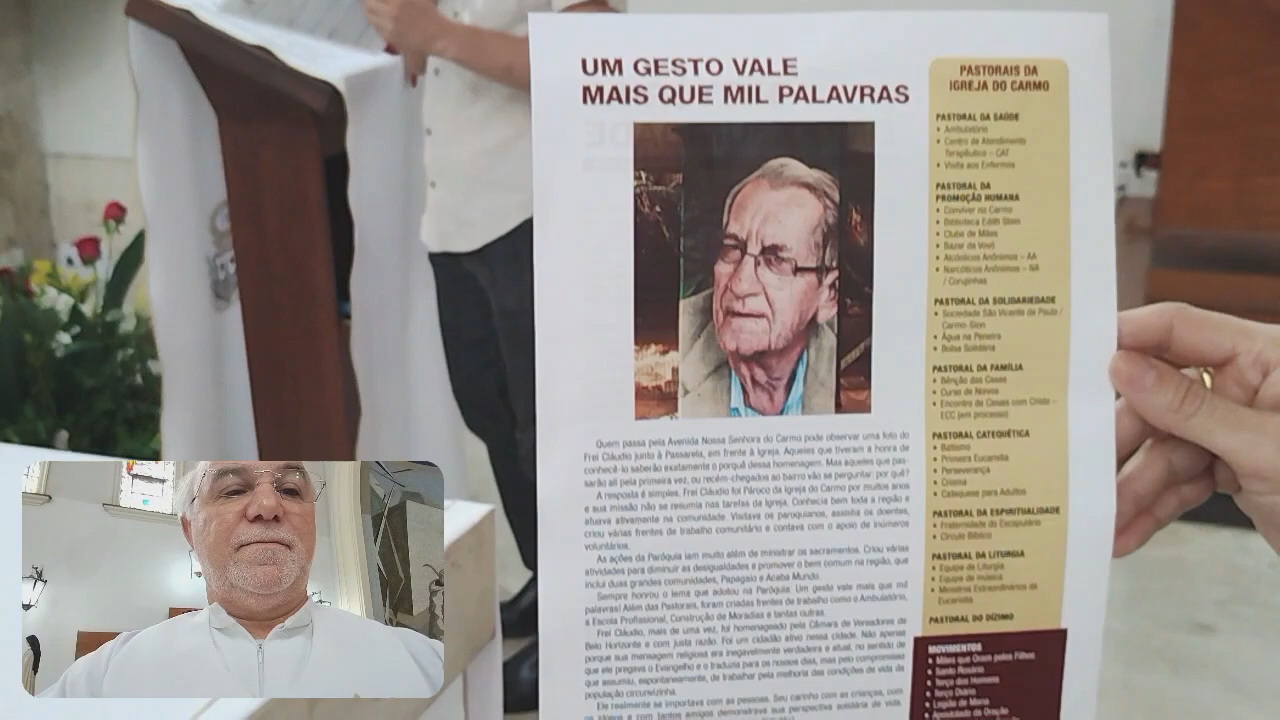 UM GESTO VALE
MAIS QUE MIL PALAVRAS
Quem passa pela Avenida Nossa Senhora do Carmo pode observar uma foto do
Frei Cláudio junto à Passarela, em frente à Igreja. Aqueles que tiveram a honra de
conhecê-lo saberão exatamente o porquê dessa homenagem. Mas aqueles que pas-
sarão ali pela primeira vez, ou recém-chegados ao bairro vão se perguntar: por quê?
A resposta é simples. Frei Cláudio foi Pároco da Igreja do Carmo por muitos anos
e sua missão não se resumia nas tarefas da Igreja. Conhecia bem toda a região e
atuava ativamente na comunidade. Visitava os paroquianos, assistia os doentes,
criou várias frentes de trabalho comunitário e contava com o apoio de inúmeros
voluntários.
As ações da Paróquia iam muito além de ministrar os sacramentos. Criou várias
atividades para diminuir as desigualdades e promover o bem comum na região, que
inclui duas grandes comunidades, Papagaio e Acaba Mundo.
Sempre honrou o lema que adotou na Paróquia. Um gesto vale mais que mil
palavras! Além das Pastorais, foram criadas frentes de trabalho como o Ambulatório,
a Escola Profissional, Construção de Moradias e tantas outras.
Frei Cláudio, mais de uma vez, foi homenageado pela Câmara de Vereadores de
Belo Horizonte e com justa razão. Foi um cidadão ativo nessa cidade. Não apenas
porque sua mensagem religiosa era inegavelmente verdadeira e atual, no sentido de
que ele pregava o Evangelho e o traduzia para os nossos dias, mas pelo compromisso
que assumiu, espontaneamente, de trabalhar pela melhoria das condições de vida da
população circunvizinha.
Ele realmente se importava com as pessoas. Seu carinho com as crianças, com
os idosos e com tantos amigos demonstrava sua perspectiva solidária de vida.
PASTORAIS DA
IGREJA DO CARMO
PASTORAL DA SAÚDE
• Ambulatório
• Centro de Atendimento
Terapêutico – CAT
• Visita aos Enfermos
PASTORAL DA
PROMOÇÃO HUMANA
• Conviver no Carmo
• Biblioteca Edith Stein
• Clube de Mães
• Bazar da Vovó
• Alcóolicos Anônimos – AA
• Narcóticos Anônimos – NA
/ Corujinhas
PASTORAL DA SOLIDARIEDADE
• Sociedade São Vicente de Paula /
Carmo-Sion
• Água na Peneira
• Bolsa Solidária
PASTORAL DA FAMÍLIA
• Bênção das Casas
• Curso de Noivos
• Encontro de Casais com Cristo –
ECC (em processo)
PASTORAL CATEQUÉTICA
• Batismo
• Primeira Eucaristia
• Perseverança
• Crisma
• Catequese para Adultos
PASTORAL DA ESPIRITUALIDADE
• Fraternidade do Escapulário
• Círculo Bíblico
PASTORAL DA LITURGIA
• Equipe de Liturgia
• Equipe de música
• Ministros Extraordinários da
Eucaristia
PASTORAL DO DÍZIMO
MOVIMENTOS
• Mães que Oram pelos Filhos
• Santo Rosário
• Terço dos Homens
• Terço Diário
• Legião de Maria
• Apostolado da Oração